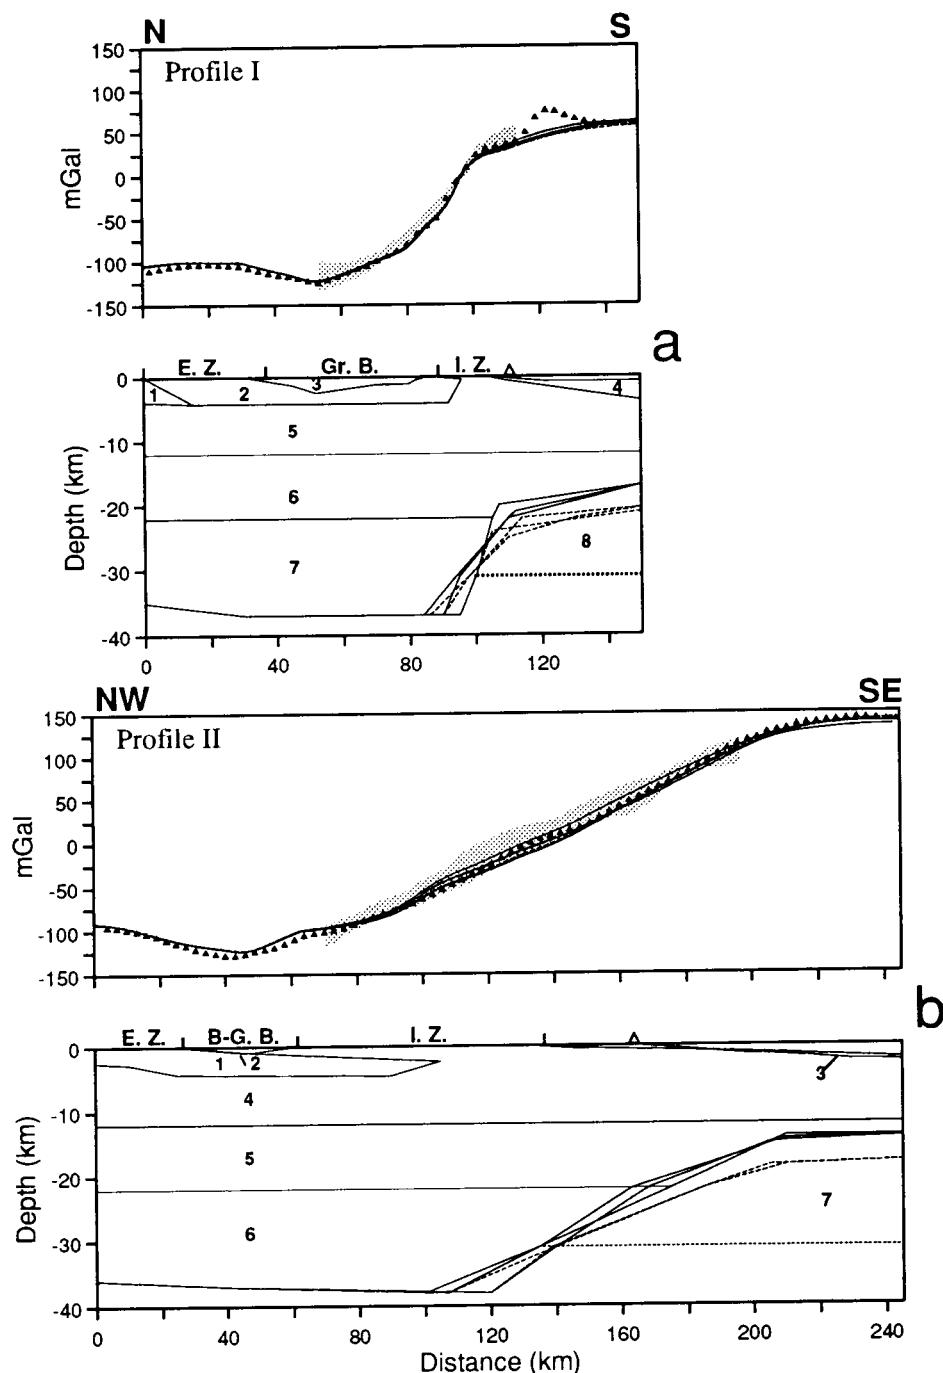 N S
150
Profile I
100
50
0
-50
-100
-150
mGal
a
E. Z. Gr. B. I. Z.
0
1 2 3 4
5
-10
6
-20
8
7
-30
-40
Depth (km)
0 40 80 120
NW SE
150
Profile II
100
50
0
-50
-100
-150
mGal
b
E. Z. B-G. B. I. Z.
0
1 2
3
4
-10
5
-20
7
6
-30
-40
Depth (km)
0 40 80 120 160 200 240
Distance (km)